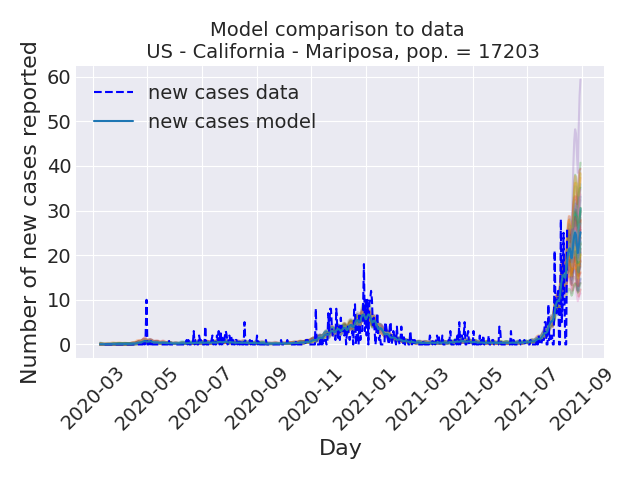 Model comparison to data
US - California - Mariposa, pop. = 17203
Number of new cases reported
60
50
40
30
20
10
0
new cases data
new cases model
2020-03
2020-05
2020-07
2020-09
2020-11
2021-01
2021-03
2021-05
2021-07
2021-09
Day